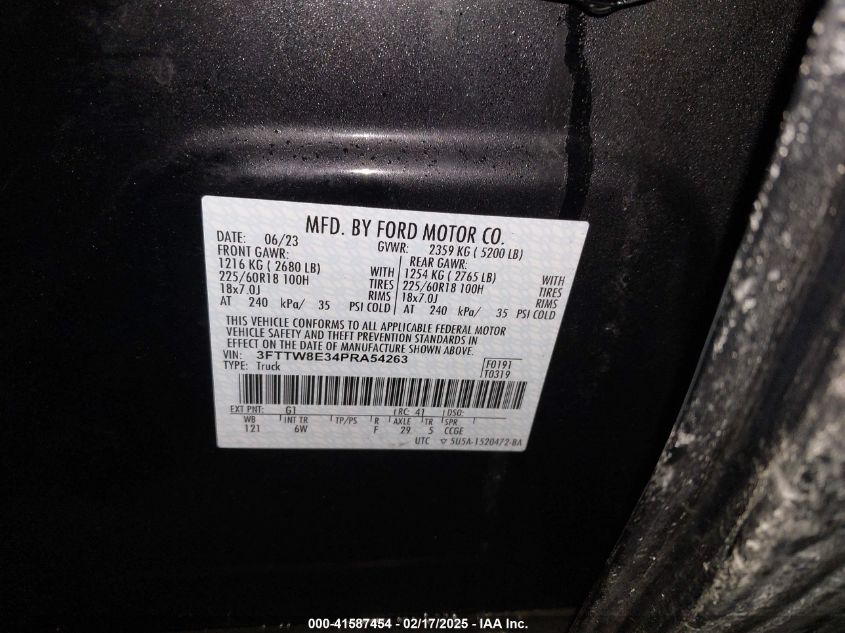 MFD. BY FORD MOTOR CO.
DATE: 06/23 GVWR: 2359 KG ( 5200 LB)
FRONT GAWR: REAR GAWR:
1216 KG ( 2680 LB) WITH 1254 KG ( 2765 LB) WITH
225/60R18 100H TIRES 225/60R18 100H TIRES
18x7.0J RIMS 18x7.0J RIMS
AT 240 kPa/ 35 PSI COLD AT 240 kPa/ 35 PSI COLD
THIS VEHICLE CONFORMS TO ALL APPLICABLE FEDERAL MOTOR
VEHICLE SAFETY AND THEFT PREVENTION STANDARDS IN
EFFECT ON THE DATE OF MANUFACTURE SHOWN ABOVE.
VIN: 3FTTW8E34PRA54263 F0191
TYPE: Truck T0319
EXT PNT: G1 RC: 41 DSO:
WB INT TR TP/PS R AXLE TR SPR
121 6W F 29 5 CCGE
UTC ▽ 5U5A-1520472-BA
000-41587454 - 02/17/2025 - IAA Inc.